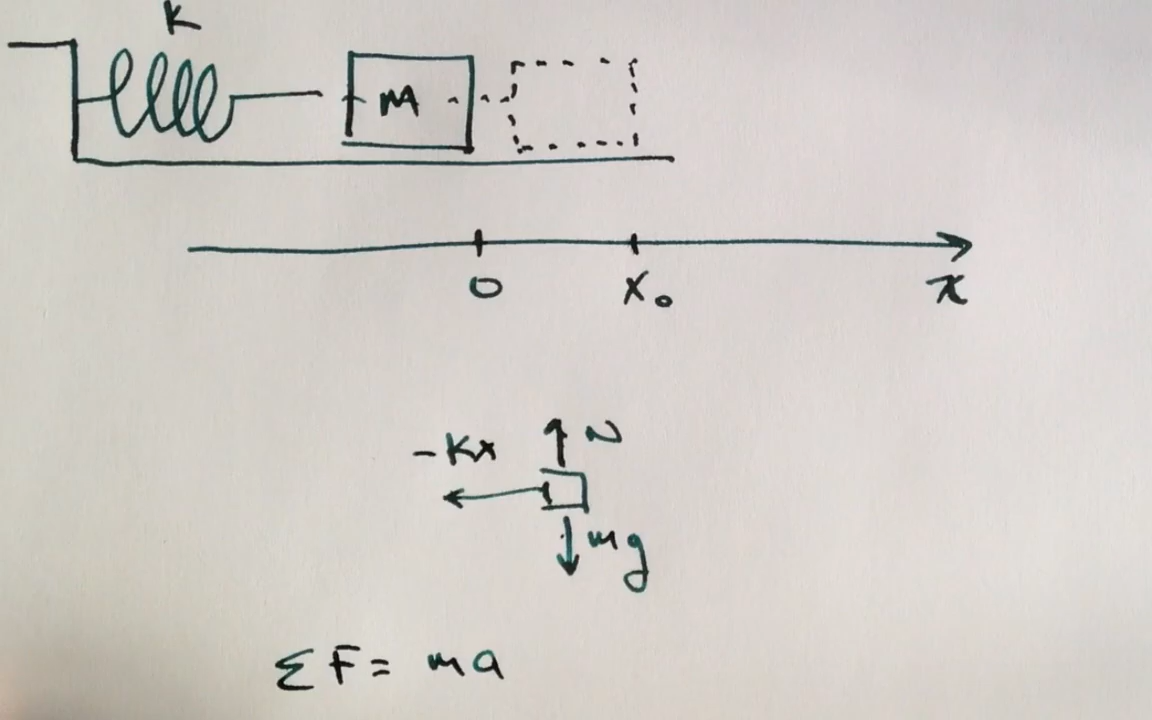 K
M
0 x₀ x
-Kx N
mg
ΣF = ma